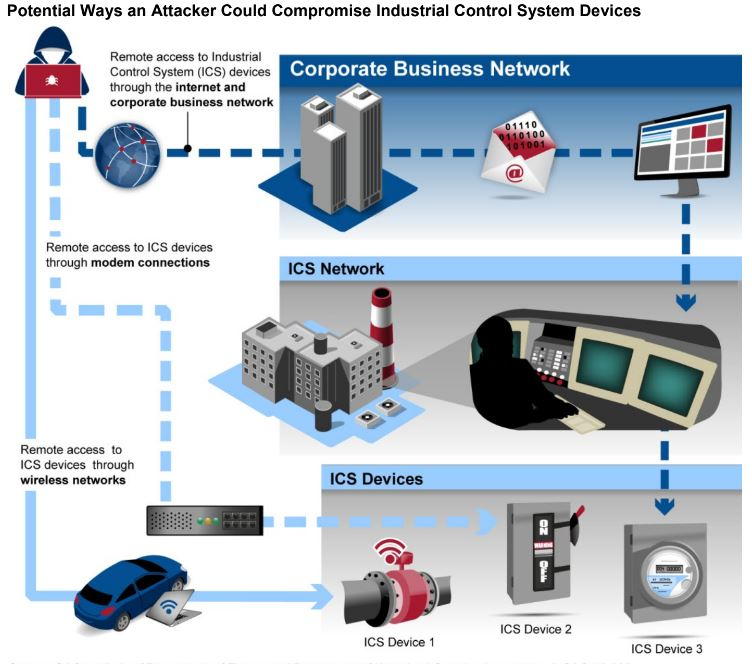 Potential Ways an Attacker Could Compromise Industrial Control System Devices
Remote access to Industrial
Control System (ICS) devices
through the internet and
corporate business network
Corporate Business Network
01110
0110100
101001
@
Remote access to ICS devices
through modem connections
ICS Network
Remote access to
ICS devices through
wireless networks
ICS Devices
ON
WARNING
OFF
ICS Device 1
ICS Device 2
ICS Device 3